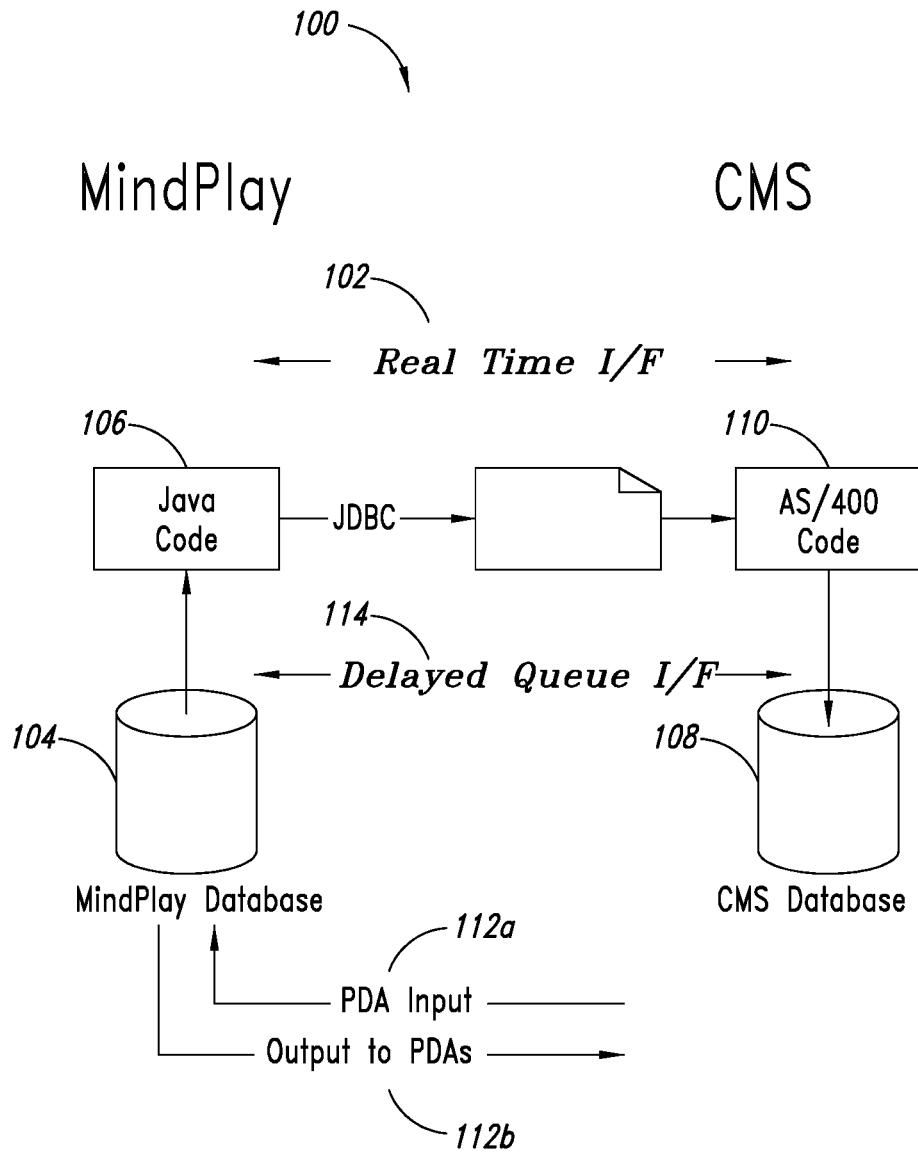 100
MindPlay CMS
102
Real Time I/F
106 110
Java Code JDBC AS/400 Code
114
Delayed Queue I/F
104 108
MindPlay Database CMS Database
112a
PDA Input
Output to PDAs
112b